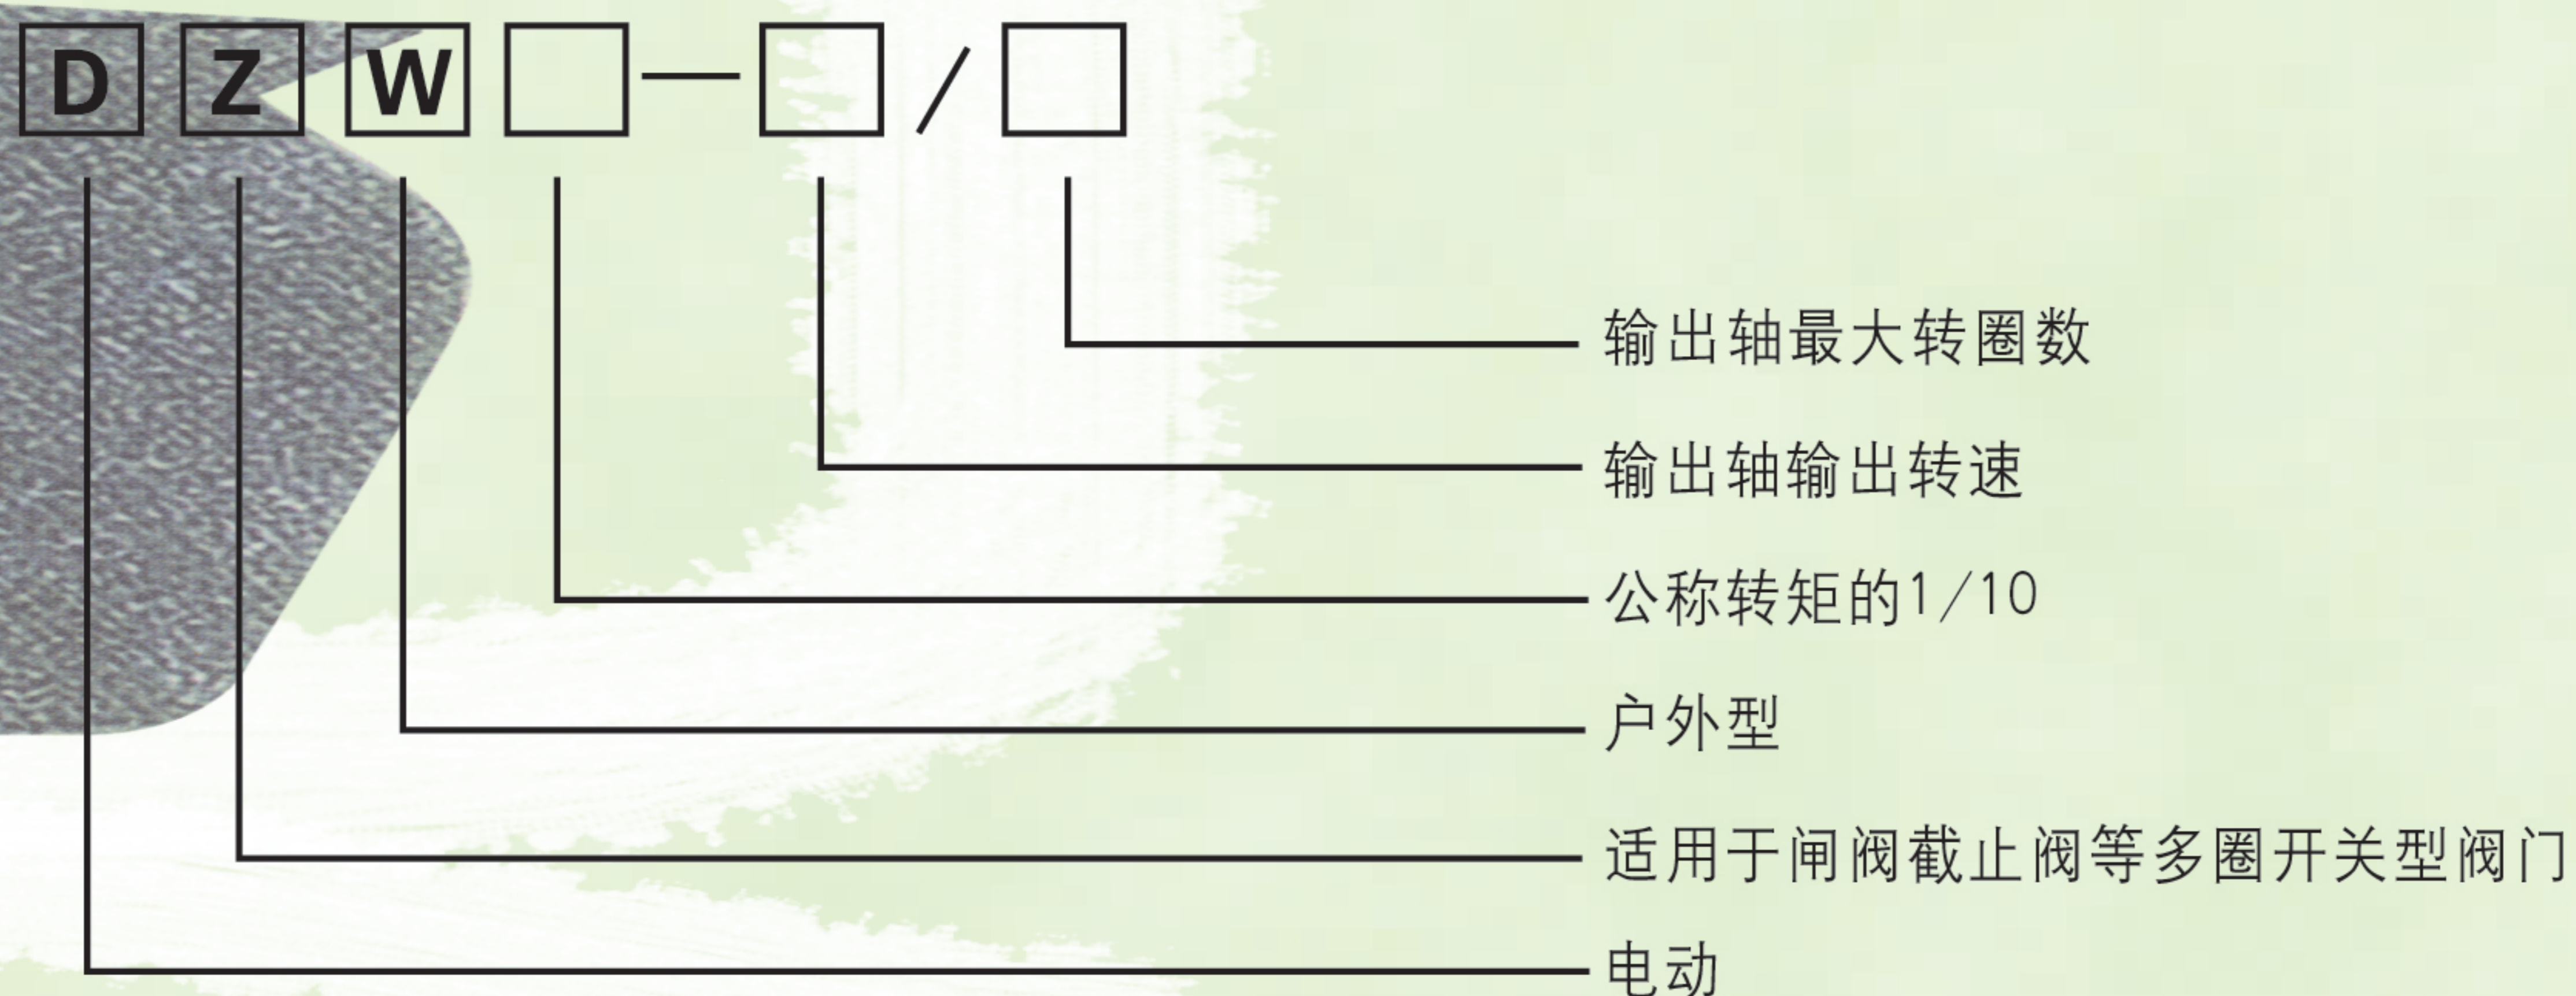 DZW□—□/□
输出轴最大转圈数
输出轴输出转速
公称转矩的1/10
户外型
适用于闸阀截止阀等多圈开关型阀门
电动